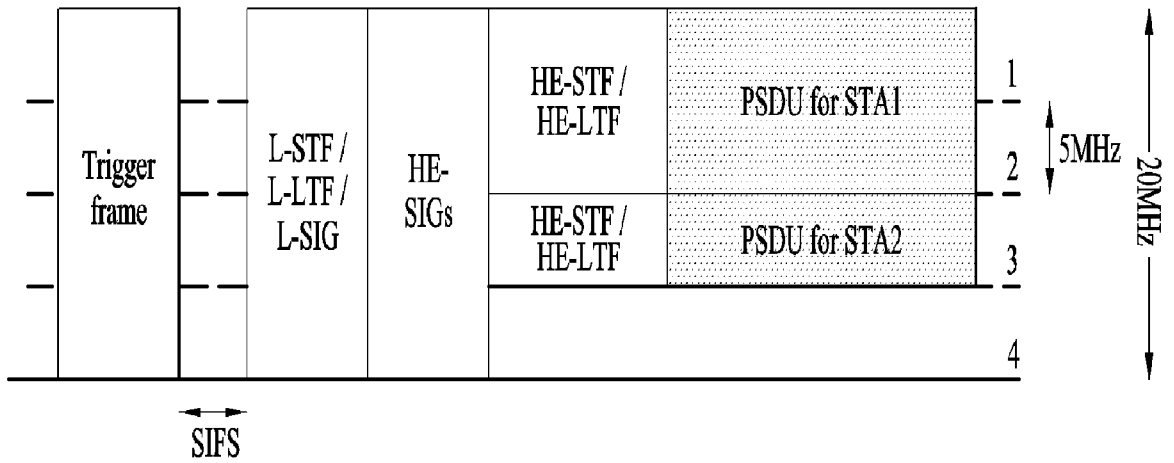 Trigger
frame
L-STF /
L-LTF /
L-SIG
HE-
SIGs
HE-STF /
HE-LTF
PSDU for STA1
HE-STF /
HE-LTF
PSDU for STA2
1
2
3
4
5MHz
20MHz
SIFS